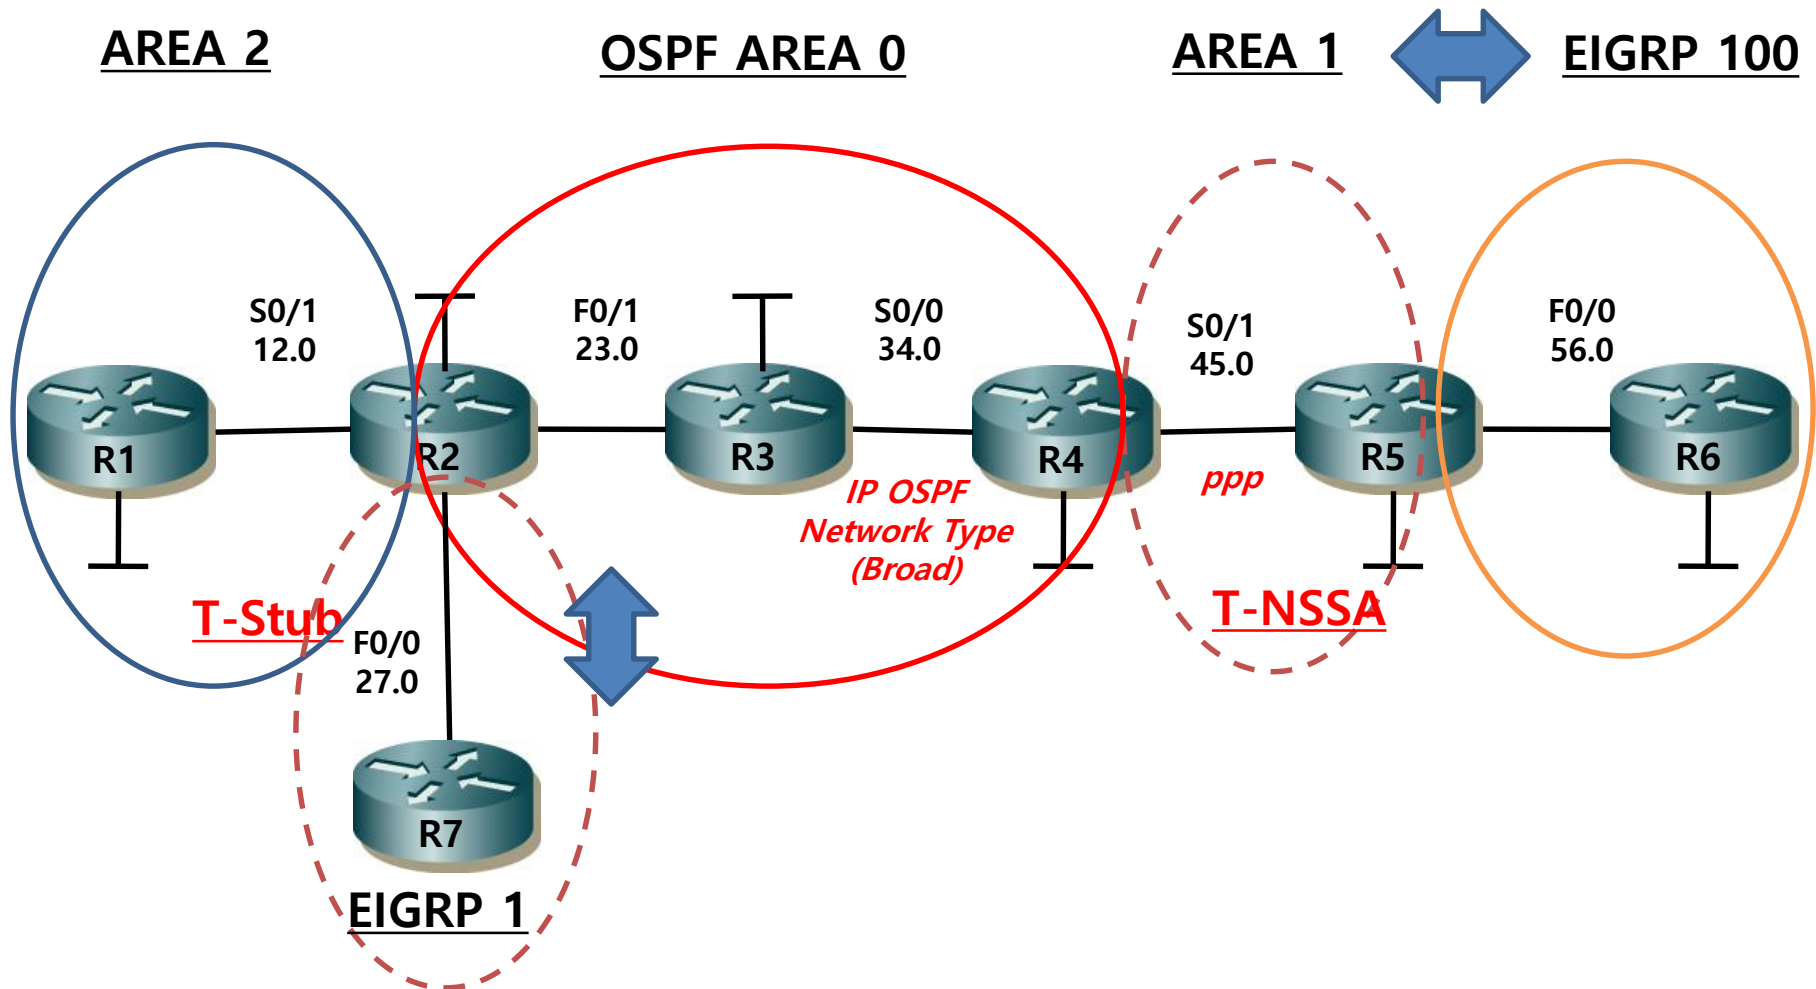 AREA 2
OSPF AREA 0
AREA 1
EIGRP 100
S0/1
12.0
F0/1
23.0
S0/0
34.0
S0/1
45.0
F0/0
56.0
R1
R2
R3
R4
R5
R6
IP OSPF
Network Type
(Broad)
ppp
T-Stub
T-NSSA
F0/0
27.0
R7
EIGRP 1